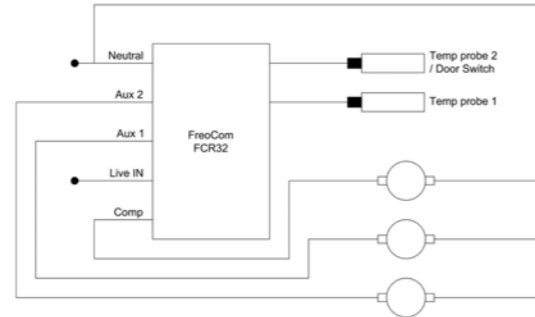 Neutral
Temp probe 2
/ Door Switch
Aux 2
Temp probe 1
Aux 1
FreoCom
FCR32
Live IN
Comp